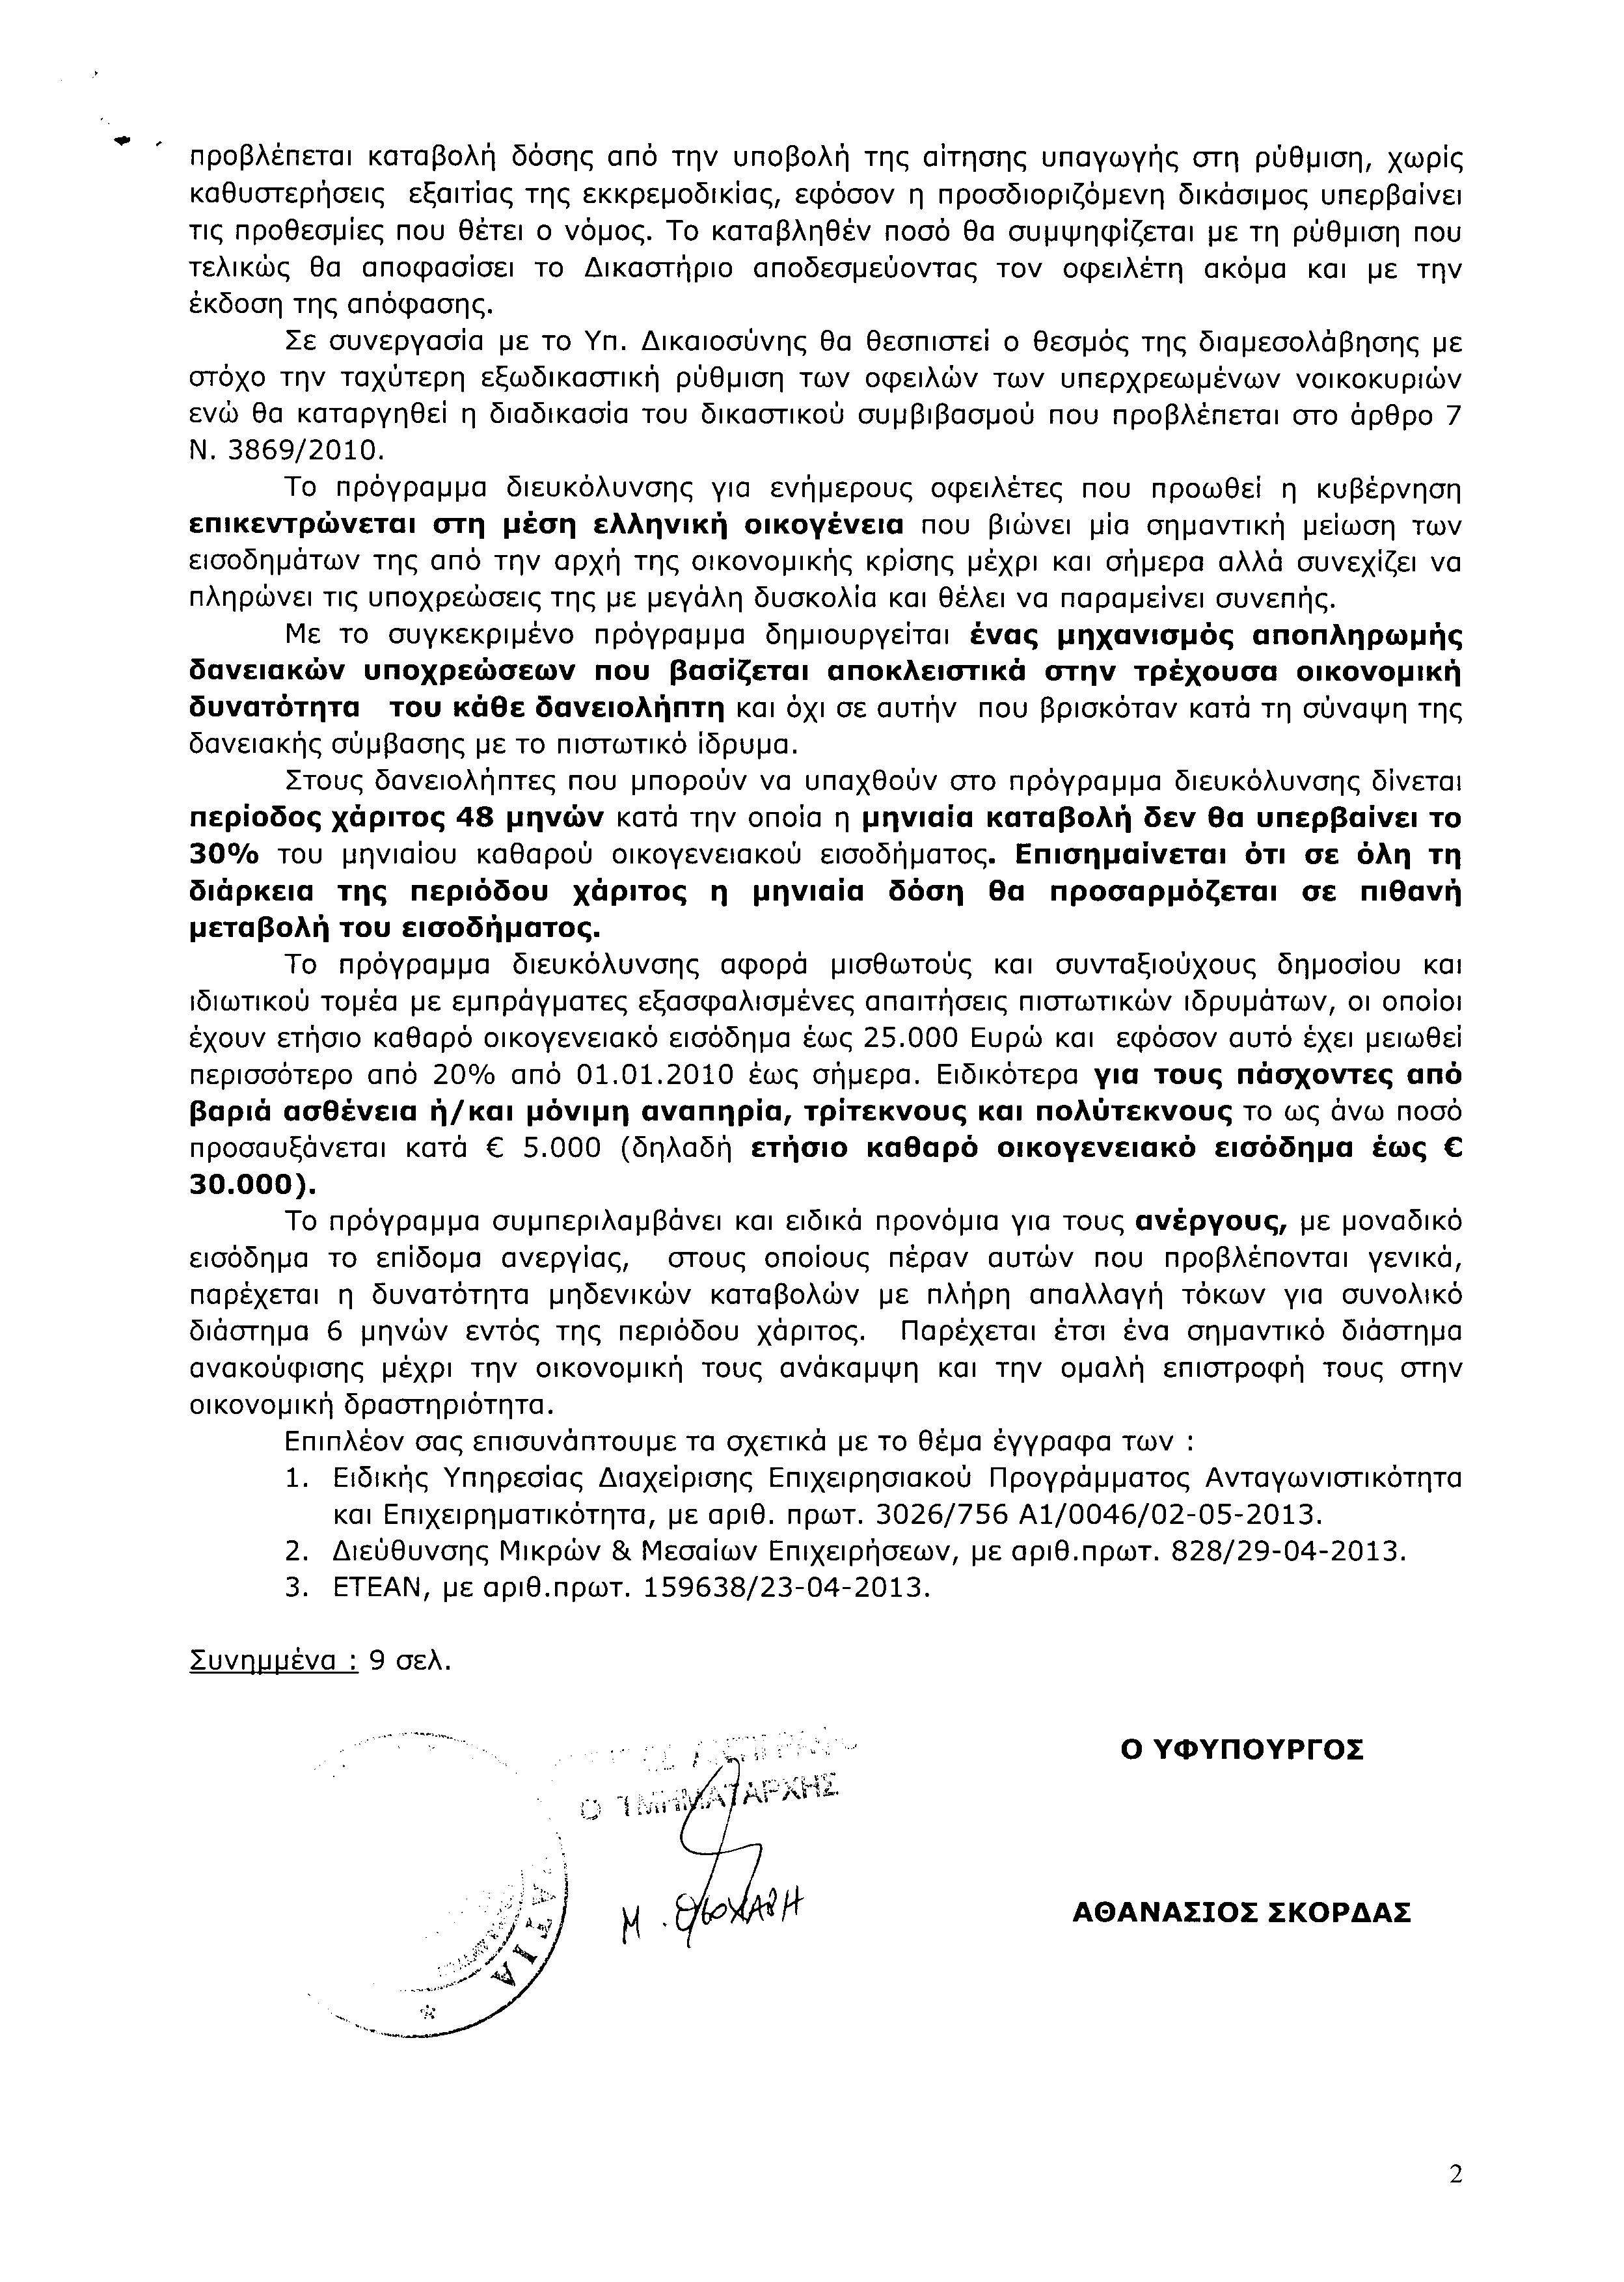 προβλέπεται καταβολή δόσης από την υποβολή της αίτησης υπαγωγής στη ρύθμιση, χωρίς
καθυστερήσεις εξαιτίας της εκκρεμοδικίας, εφόσον η προσδιοριζόμενη δικάσιμος υπερβαίνει
τις προθεσμίες που θέτει ο νόμος. Το καταβληθέν ποσό θα συμψηφίζεται με τη ρύθμιση που
τελικώς θα αποφασίσει το Δικαστήριο αποδεσμεύοντας τον οφειλέτη ακόμα και με την
έκδοση της απόφασης.
Σε συνεργασία με το Υπ. Δικαιοσύνης θα θεσπιστεί ο θεσμός της διαμεσολάβησης με
στόχο την ταχύτερη εξωδικαστική ρύθμιση των οφειλών των υπερχρεωμένων νοικοκυριών
ενώ θα καταργηθεί η διαδικασία του δικαστικού συμβιβασμού που προβλέπεται στο άρθρο 7
Ν. 3869/2010.
Το πρόγραμμα διευκόλυνσης για ενήμερους οφειλέτες που προωθεί η κυβέρνηση
επικεντρώνεται στη μέση ελληνική οικογένεια που βιώνει μία σημαντική μείωση των
εισοδημάτων της από την αρχή της οικονομικής κρίσης μέχρι και σήμερα αλλά συνεχίζει να
πληρώνει τις υποχρεώσεις της με μεγάλη δυσκολία και θέλει να παραμείνει συνεπής.
Με το συγκεκριμένο πρόγραμμα δημιουργείται ένας μηχανισμός αποπληρωμής
δανειακών υποχρεώσεων που βασίζεται αποκλειστικά στην τρέχουσα οικονομική
δυνατότητα του κάθε δανειολήπτη και όχι σε αυτήν που βρισκόταν κατά τη σύναψη της
δανειακής σύμβασης με το πιστωτικό ίδρυμα.
Στους δανειολήπτες που μπορούν να υπαχθούν στο πρόγραμμα διευκόλυνσης δίνεται
περίοδος χάριτος 48 μηνών κατά την οποία η μηνιαία καταβολή δεν θα υπερβαίνει το
30% του μηνιαίου καθαρού οικογενειακού εισοδήματος. Επισημαίνεται ότι σε όλη τη
διάρκεια της περιόδου χάριτος η μηνιαία δόση θα προσαρμόζεται σε πιθανή
μεταβολή του εισοδήματος.
Το πρόγραμμα διευκόλυνσης αφορά μισθωτούς και συνταξιούχους δημοσίου και
ιδιωτικού τομέα με εμπράγματες εξασφαλισμένες απαιτήσεις πιστωτικών ιδρυμάτων, οι οποίοι
έχουν ετήσιο καθαρό οικογενειακό εισόδημα έως 25.000 Ευρώ και εφόσον αυτό έχει μειωθεί
περισσότερο από 20% από 01.01.2010 έως σήμερα. Ειδικότερα για τους πάσχοντες από
βαριά ασθένεια ή/και μόνιμη αναπηρία, τρίτεκνους και πολύτεκνους το ως άνω ποσό
προσαυξάνεται κατά € 5.000 (δηλαδή ετήσιο καθαρό οικογενειακό εισόδημα έως €
30.000).
Το πρόγραμμα συμπεριλαμβάνει και ειδικά προνόμια για τους ανέργους, με μοναδικό
εισόδημα το επίδομα ανεργίας, στους οποίους πέραν αυτών που προβλέπονται γενικά,
παρέχεται η δυνατότητα μηδενικών καταβολών με πλήρη απαλλαγή τόκων για συνολικό
διάστημα 6 μηνών εντός της περιόδου χάριτος. Παρέχεται έτσι ένα σημαντικό διάστημα
ανακούφισης μέχρι την οικονομική τους ανάκαμψη και την ομαλή επιστροφή τους στην
οικονομική δραστηριότητα.
Επιπλέον σας επισυνάπτουμε τα σχετικά με το θέμα έγγραφα των :
1. Ειδικής Υπηρεσίας Διαχείρισης Επιχειρησιακού Προγράμματος Ανταγωνιστικότητα
και Επιχειρηματικότητα, με αριθ. πρωτ. 3026/756 Α1/0046/02-05-2013.
2. Διεύθυνσης Μικρών & Μεσαίων Επιχειρήσεων, με αριθ.πρωτ. 828/29-04-2013.
3. ΕΤΕΑΝ, με αριθ.πρωτ. 159638/23-04-2013.
Συνημμένα : 9 σελ.
Ο ΥΦΥΠΟΥΡΓΟΣ
Ο ΤΜΗΜΑΤΑΡΧΗΣ
ΑΘΑΝΑΣΙΟΣ ΣΚΟΡΔΑΣ
2